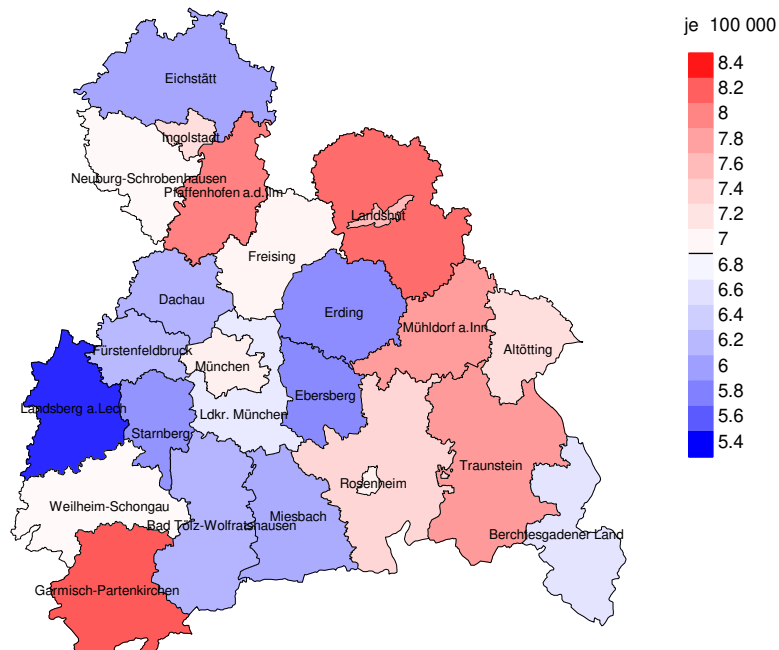 je 100 000
8.4
8.2
8
7.8
7.6
7.4
7.2
7
6.8
6.6
6.4
6.2
6
5.8
5.6
5.4
Eichstätt
Ingolstadt
Neuburg-Schrobenhausen
Pfaffenhofen a.d.Ilm
Landshut
Freising
Dachau
Erding
Mühldorf a.Inn
Altötting
Fürstenfeldbruck
München
Ebersberg
Landsberg a.Lech
Ldkr. München
Starnberg
Traunstein
Rosenheim
Weilheim-Schongau
Miesbach
Bad Tölz-Wolfratshausen
Berchtesgadener Land
Garmisch-Partenkirchen